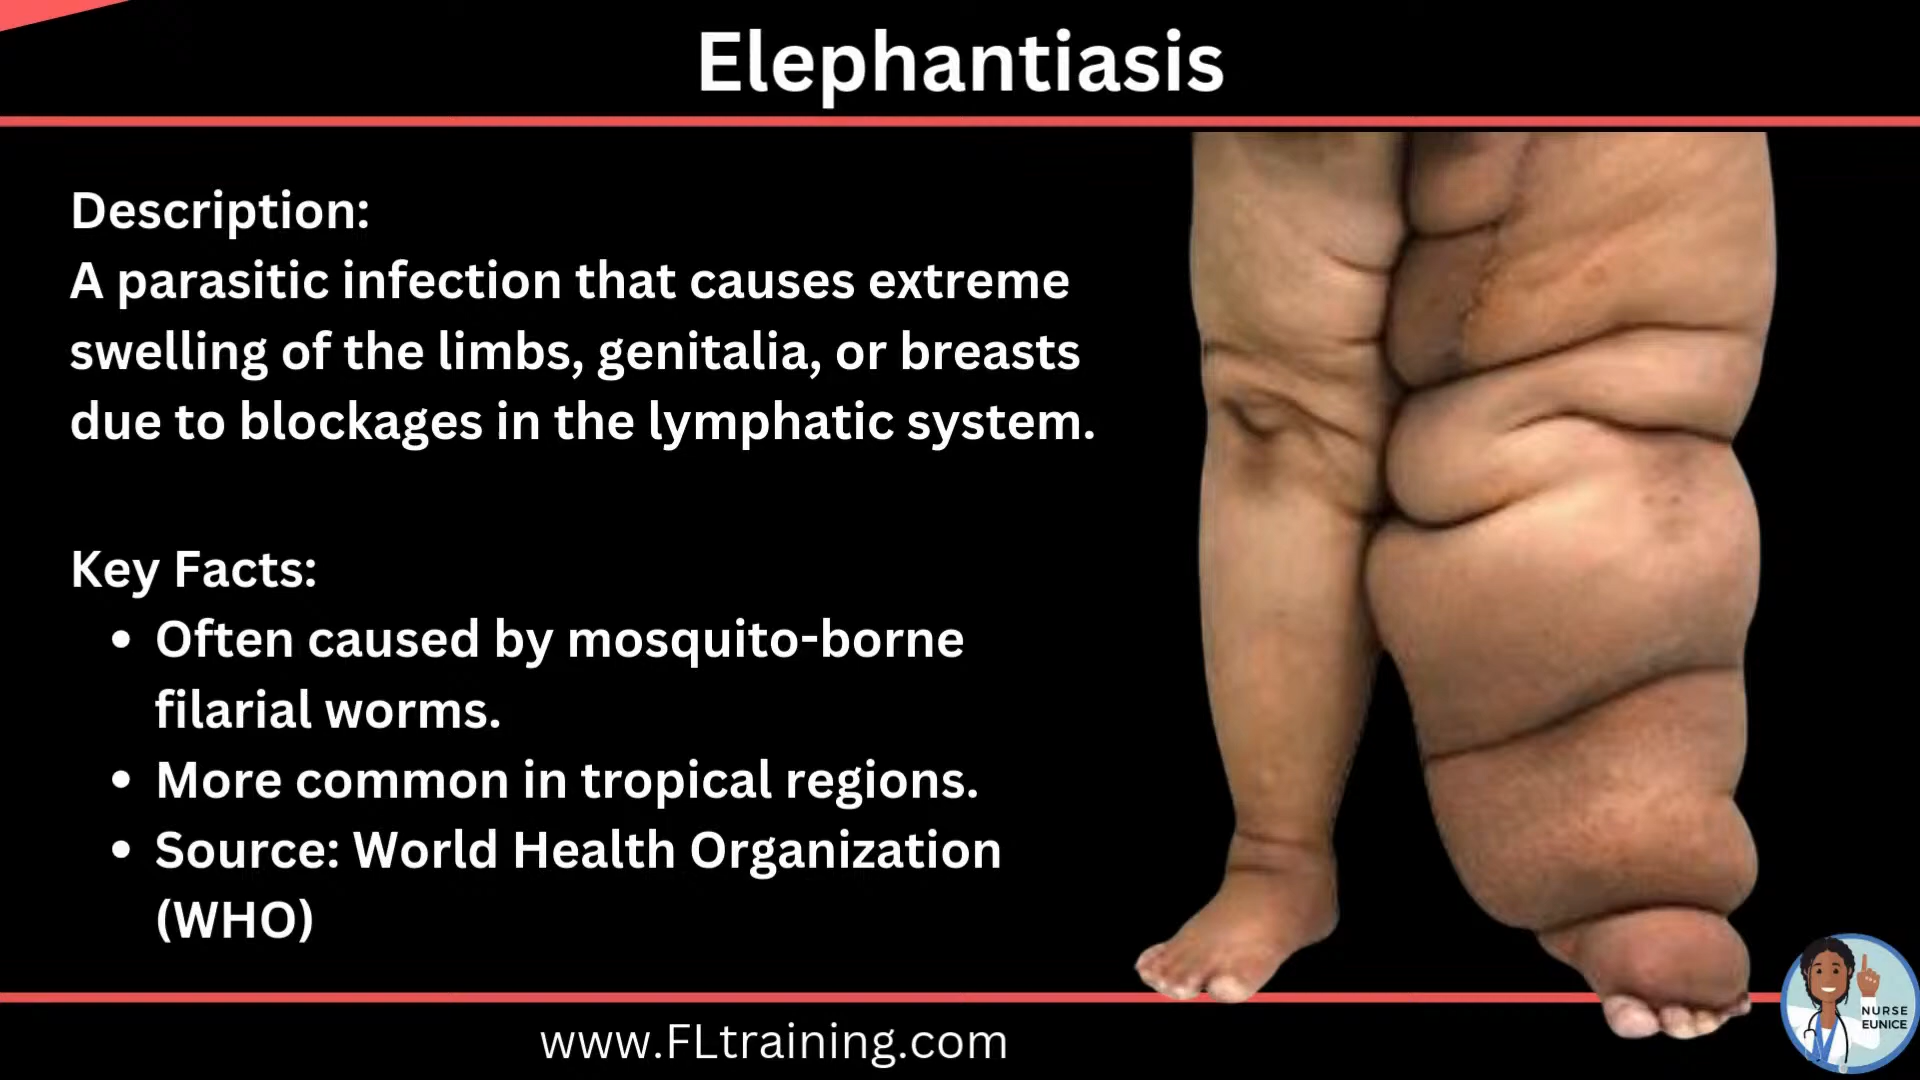 Elephantiasis
Description:
A parasitic infection that causes extreme
swelling of the limbs, genitalia, or breasts
due to blockages in the lymphatic system.
Key Facts:
• Often caused by mosquito-borne
filarial worms.
• More common in tropical regions.
• Source: World Health Organization
(WHO)
www.FLtraining.com
NURSE
EUNICE